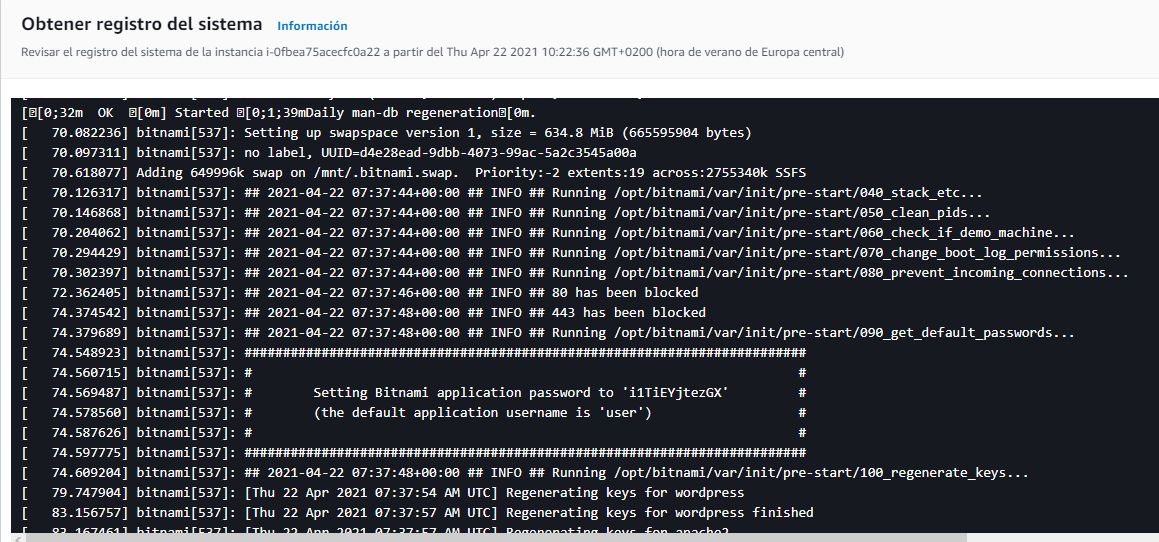 Obtener registro del sistema Información
Revisar el registro del sistema de la instancia i-0fbea75acecfc0a22 a partir del Thu Apr 22 2021 10:22:36 GMT+0200 (hora de verano de Europa central)
[[0;32m  OK  [0m] Started [0;1;39mDaily man-db regeneration[0m.
[   70.082236] bitnami[537]: Setting up swapspace version 1, size = 634.8 MiB (665595904 bytes)
[   70.097311] bitnami[537]: no label, UUID=d4e28ead-9dbb-4073-99ac-5a2c3545a00a
[   70.618077] Adding 649996k swap on /mnt/.bitnami.swap.  Priority:-2 extents:19 across:2755340k SSFS
[   70.126317] bitnami[537]: ## 2021-04-22 07:37:44+00:00 ## INFO ## Running /opt/bitnami/var/init/pre-start/040_stack_etc...
[   70.146868] bitnami[537]: ## 2021-04-22 07:37:44+00:00 ## INFO ## Running /opt/bitnami/var/init/pre-start/050_clean_pids...
[   70.204062] bitnami[537]: ## 2021-04-22 07:37:44+00:00 ## INFO ## Running /opt/bitnami/var/init/pre-start/060_check_if_demo_machine...
[   70.294429] bitnami[537]: ## 2021-04-22 07:37:44+00:00 ## INFO ## Running /opt/bitnami/var/init/pre-start/070_change_boot_log_permissions...
[   70.302397] bitnami[537]: ## 2021-04-22 07:37:44+00:00 ## INFO ## Running /opt/bitnami/var/init/pre-start/080_prevent_incoming_connections...
[   72.362405] bitnami[537]: ## 2021-04-22 07:37:46+00:00 ## INFO ## 80 has been blocked
[   74.374542] bitnami[537]: ## 2021-04-22 07:37:48+00:00 ## INFO ## 443 has been blocked
[   74.379689] bitnami[537]: ## 2021-04-22 07:37:48+00:00 ## INFO ## Running /opt/bitnami/var/init/pre-start/090_get_default_passwords...
[   74.548923] bitnami[537]: #########################################################################
[   74.560715] bitnami[537]: #                                                                       #
[   74.569487] bitnami[537]: #        Setting Bitnami application password to 'i1TiEYjtezGX'         #
[   74.578560] bitnami[537]: #        (the default application username is 'user')                   #
[   74.587626] bitnami[537]: #                                                                       #
[   74.597775] bitnami[537]: #########################################################################
[   74.609204] bitnami[537]: ## 2021-04-22 07:37:48+00:00 ## INFO ## Running /opt/bitnami/var/init/pre-start/100_regenerate_keys...
[   79.747904] bitnami[537]: [Thu 22 Apr 2021 07:37:54 AM UTC] Regenerating keys for wordpress
[   83.156757] bitnami[537]: [Thu 22 Apr 2021 07:37:57 AM UTC] Regenerating keys for wordpress finished
[   83.167461] bitnami[537]: [Thu 22 Apr 2021 07:37:57 AM UTC] Regenerating keys for apache2